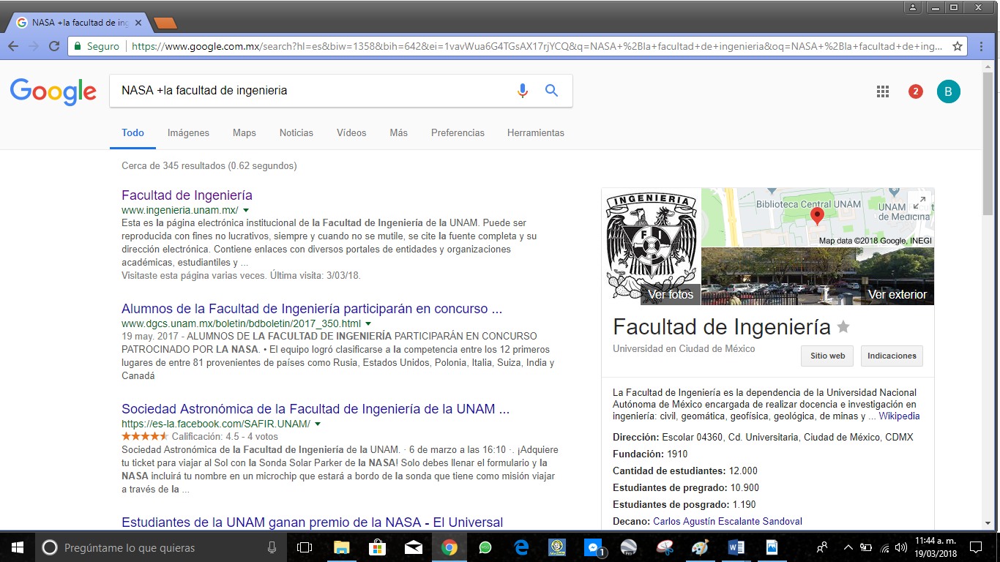 NASA +la facultad de ing
Seguro
https://www.google.com.mx/search?hl=es&biw=1358&bih=642&ei=1vavWua6G4TGsAX17rjYCQ&q=NASA+%2Bla+facultad+de+ingenieria&oq=NASA+%2Bla+facultad+de+ing...
Google
NASA +la facultad de ingenieria
2
B
Todo Imágenes Maps Noticias Vídeos Más Preferencias Herramientas
Cerca de 345 resultados (0.62 segundos)
Facultad de Ingeniería
www.ingenieria.unam.mx/
Esta es la página electrónica institucional de la Facultad de Ingeniería de la UNAM. Puede ser
reproducida con fines no lucrativos, siempre y cuando no se mutile, se cite la fuente completa y su
dirección electrónica. Contiene enlaces con diversos portales de entidades y organizaciones
académicas, estudiantiles y ...
Visitaste esta página varias veces. Última visita: 3/03/18.
Alumnos de la Facultad de Ingeniería participarán en concurso ...
www.dgcs.unam.mx/boletin/bdboletin/2017_350.html
19 may. 2017 - ALUMNOS DE LA FACULTAD DE INGENIERÍA PARTICIPARÁN EN CONCURSO
PATROCINADO POR LA NASA. • El equipo logró clasificarse a la competencia entre los 12 primeros
lugares de entre 81 provenientes de países como Rusia, Estados Unidos, Polonia, Italia, Suiza, India y
Canadá
Sociedad Astronómica de la Facultad de Ingeniería de la UNAM ...
https://es-la.facebook.com/SAFIR.UNAM/
Calificación: 4.5 - 4 votos
Sociedad Astronómica de la Facultad de Ingeniería de la UNAM. · 6 de marzo a las 16:10 ·. ¡Adquiere
tu ticket para viajar al Sol con la Sonda Solar Parker de la NASA! Solo debes llenar el formulario y la
NASA incluirá tu nombre en un microchip que estará a bordo de la sonda que tiene como misión viajar
a través de la ...
Estudiantes de la UNAM ganan premio de la NASA - El Universal
INGENIERIA
F I
Ver fotos
Biblioteca Central UNAM
UNAM Facult
de Medicina
Map data ©2018 Google, INEGI
Ver exterior
Facultad de Ingeniería
Universidad en Ciudad de México
Sitio web
Indicaciones
La Facultad de Ingeniería es la dependencia de la Universidad Nacional
Autónoma de México encargada de realizar docencia e investigación en
ingeniería: civil, geomática, geofísica, geológica, de minas y ... Wikipedia
Dirección: Escolar 04360, Cd. Universitaria, Ciudad de México, CDMX
Fundación: 1910
Cantidad de estudiantes: 12.000
Estudiantes de pregrado: 10.900
Estudiantes de posgrado: 1.190
Decano: Carlos Agustín Escalante Sandoval
Pregúntame lo que quieras
1
11:44 a. m.
19/03/2018